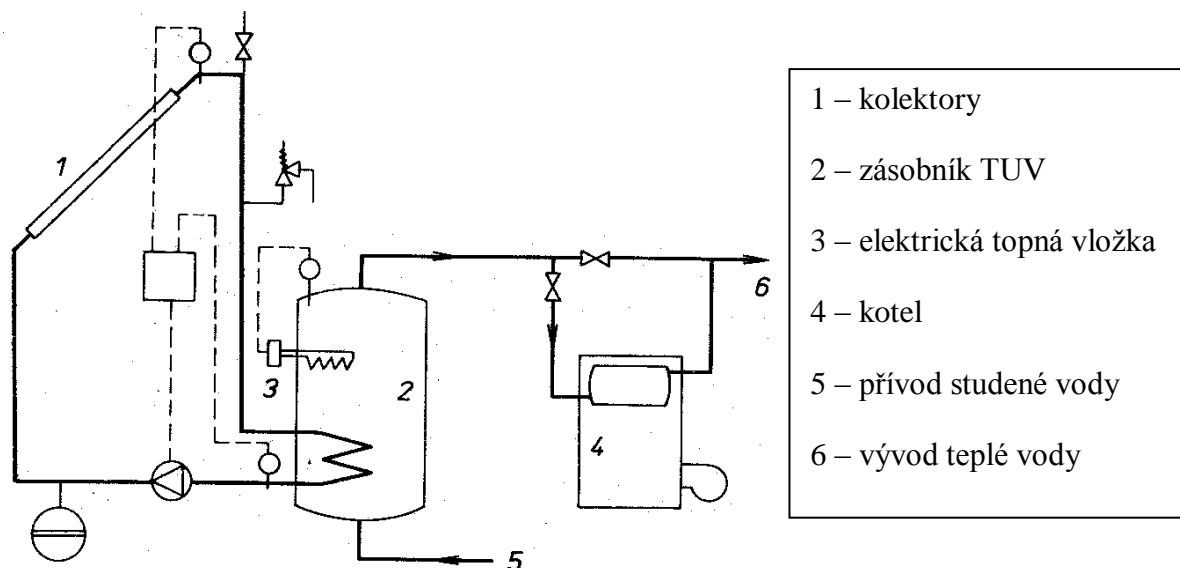 1
2
3
4
5
6
1 – kolektory
2 – zásobník TUV
3 – elektrická topná vložka
4 – kotel
5 – přívod studené vody
6 – vývod teplé vody